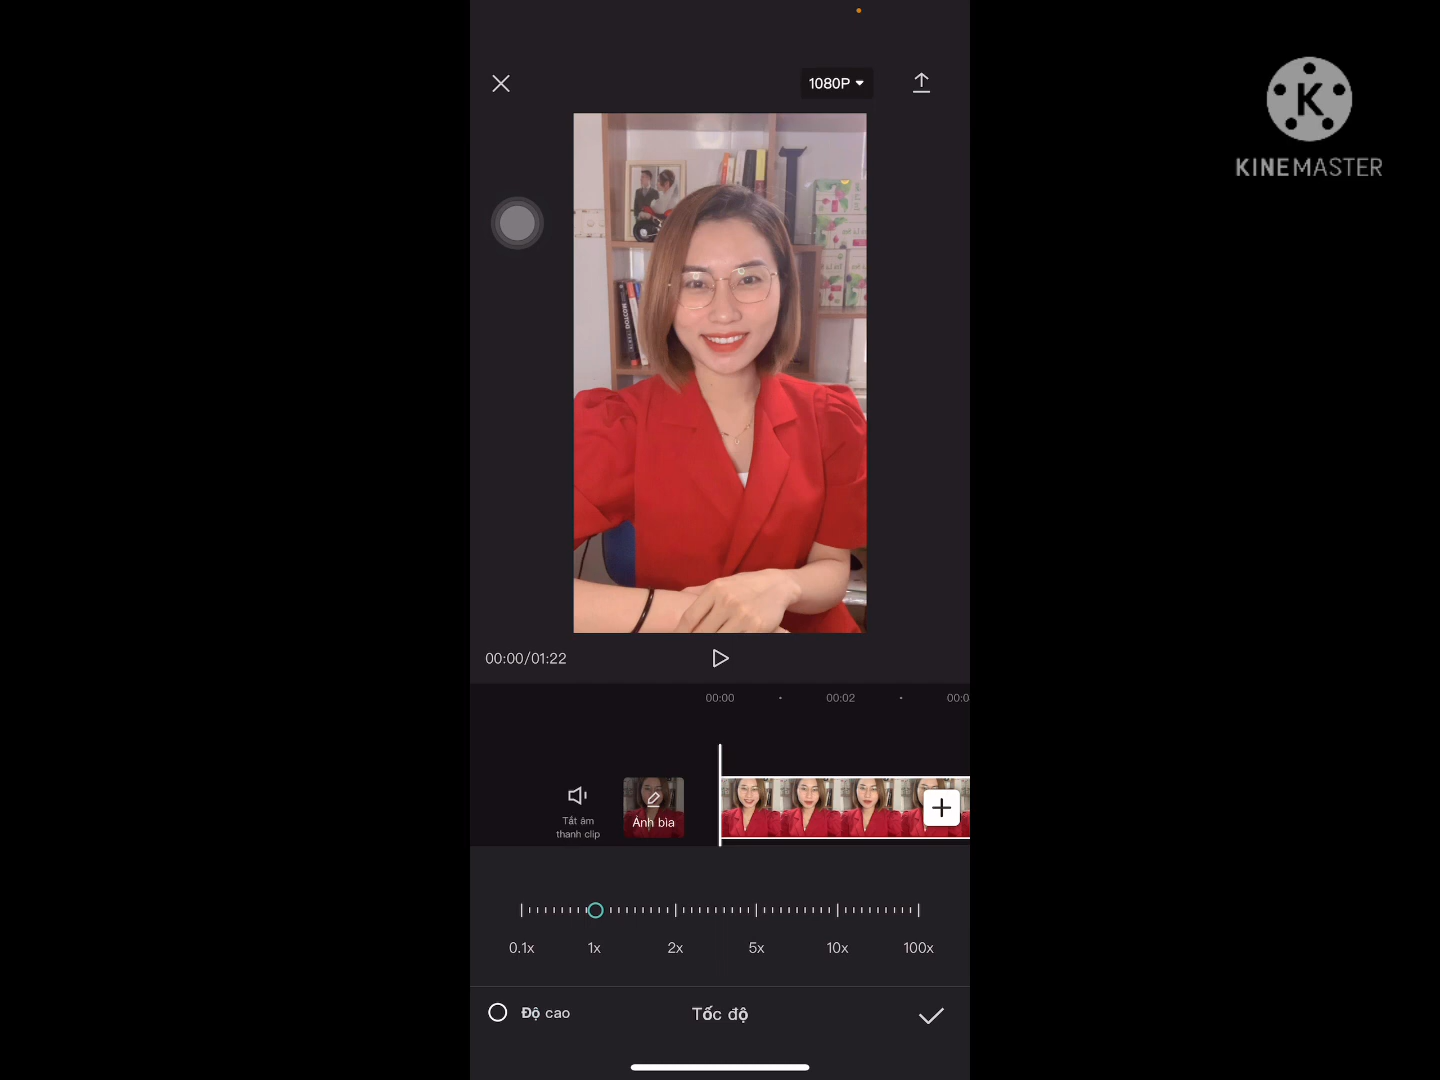 1080P
K
KINEMASTER
00:00/01:22
00:00
00:02
Tắt âm
thanh clip
Ảnh bìa
0.1x
1x
2x
5x
10x
100x
Độ cao
Tốc độ